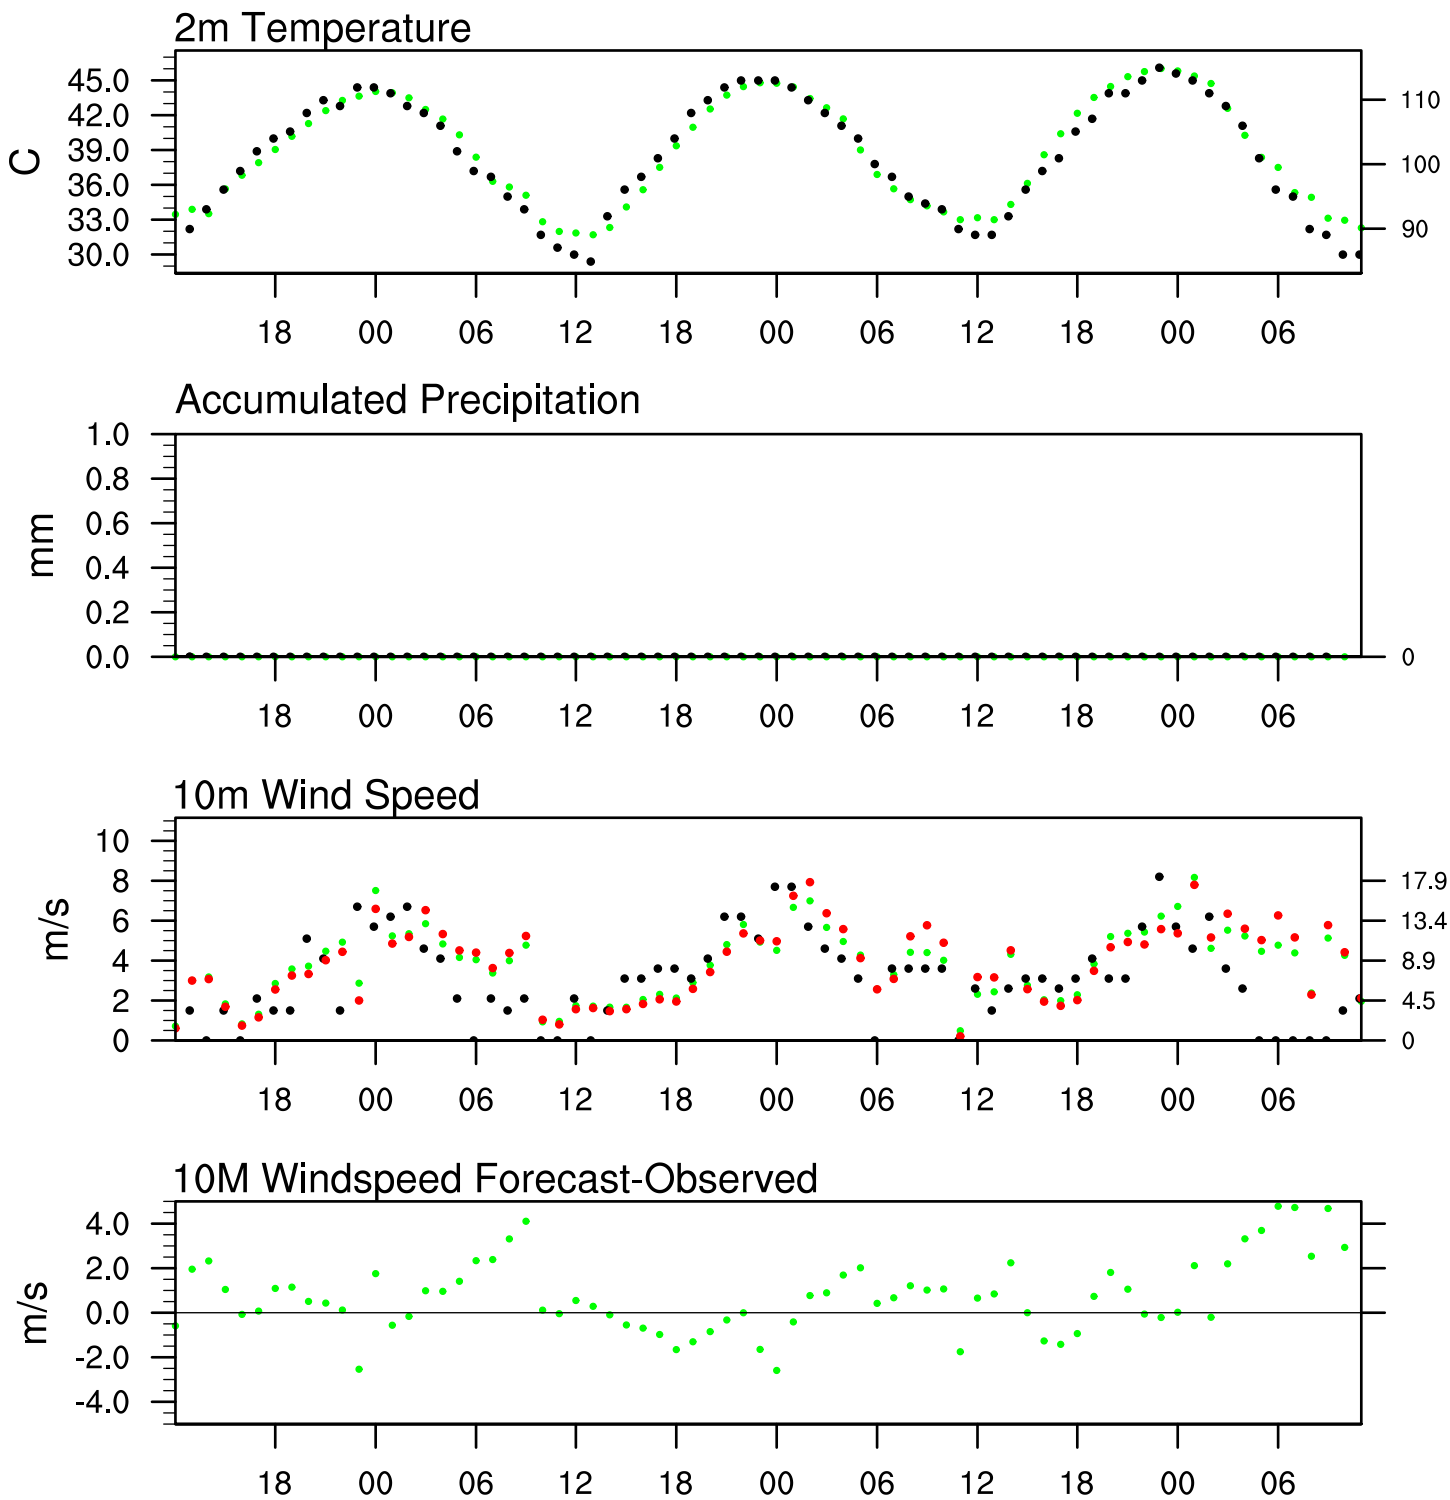 2m Temperature
45.0
42.0
39.0
36.0
33.0
30.0
C
110
100
90
18 00 06 12 18 00 06 12 18 00 06
Accumulated Precipitation
1.0
0.8
0.6
0.4
0.2
0.0
mm
0
18 00 06 12 18 00 06 12 18 00 06
10m Wind Speed
10
8
6
4
2
0
m/s
17.9
13.4
8.9
4.5
0
18 00 06 12 18 00 06 12 18 00 06
10M Windspeed Forecast-Observed
4.0
2.0
0.0
-2.0
-4.0
m/s
18 00 06 12 18 00 06 12 18 00 06